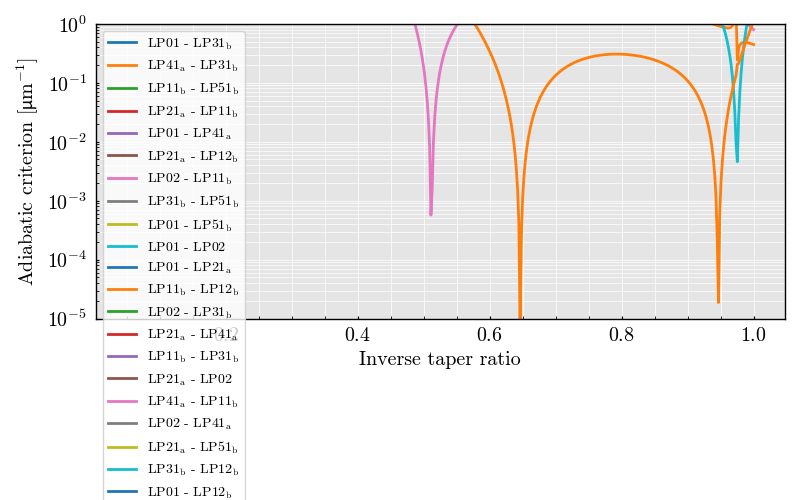 Adiabatic criterion [µm⁻¹]
10⁰
10⁻¹
10⁻²
10⁻³
10⁻⁴
10⁻⁵
LP01 - LP31b
LP41a - LP31b
LP11b - LP51b
LP21a - LP11b
LP01 - LP41a
LP21a - LP12b
LP02 - LP11b
LP31b - LP51b
LP01 - LP51b
LP01 - LP02
LP01 - LP21a
LP11b - LP12b
LP02 - LP31b
LP21a - LP41a
LP11b - LP31b
LP21a - LP02
LP41a - LP11b
LP02 - LP41a
LP21a - LP51b
LP31b - LP12b
LP01 - LP12b
0.2 0.4 0.6 0.8 1.0
Inverse taper ratio